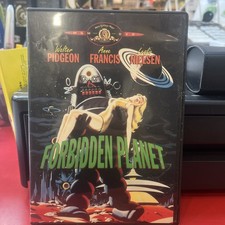 Walter Anne Leslie
PIDGEON FRANCIS NIELSEN
FORBIDDEN PLANET